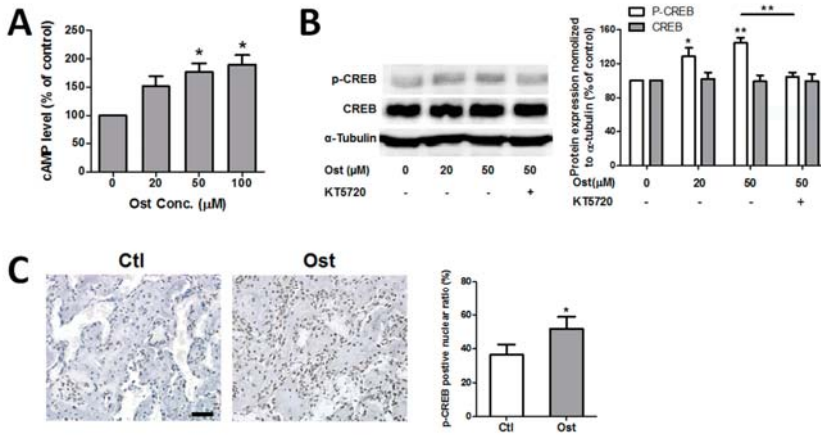 A
cAMP level (% of control)
250
200
150
100
50
0
*
*
0 20 50 100
Ost Conc. (μM)
B
p-CREB
CREB
α-Tubulin
Ost (μM) 0 20 50 50
KT5720 - - - +
P-CREB
CREB
**
Protein expression nomolized
to α-tubulin (% of control)
160
120
80
40
0
*
**
Ost(μM) 0 20 50 50
KT5720 - - - +
C
Ctl Ost
p-CREB postive nuclear ratio (%)
80
60
40
20
0
*
Ctl Ost